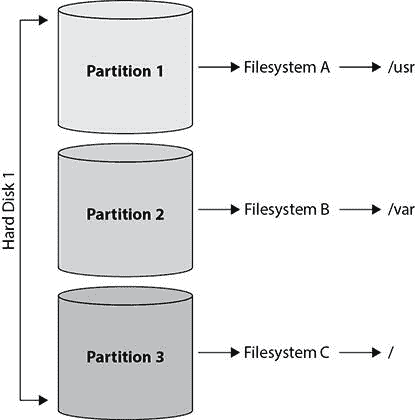 Hard Disk 1
Partition 1
Filesystem A
/usr
Partition 2
Filesystem B
/var
Partition 3
Filesystem C
/